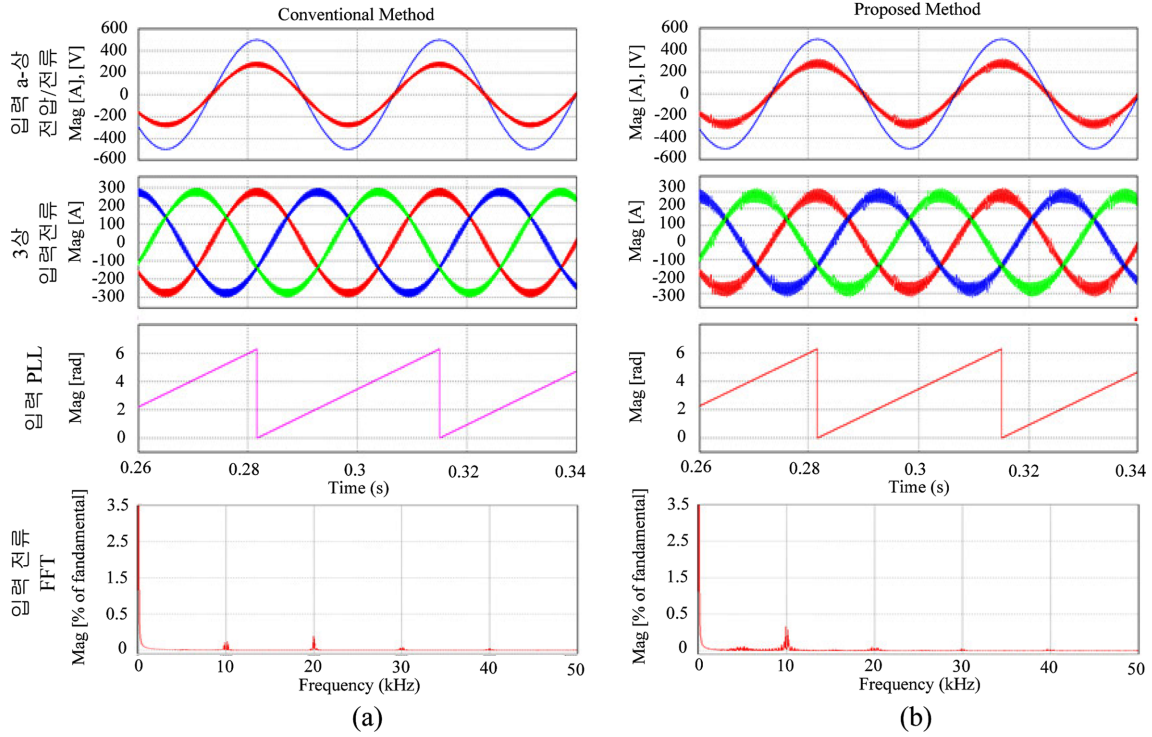 Conventional Method
입력 a-상
전압/전류
Mag [A], [V]
600
400
200
0
-200
-400
-600
3상
입력전류
Mag [A]
300
200
100
0
-100
-200
-300
입력 PLL
Mag [rad]
6
4
2
0
0.26
0.28
0.3
0.32
0.34
Time (s)
입력 전류
FFT
Mag [% of fandamental]
3.5
2.5
1.5
0.5
0
0
10
20
30
40
50
Frequency (kHz)
(a)
Proposed Method
Mag [A], [V]
600
400
200
0
-200
-400
-600
Mag [A]
300
200
100
0
-100
-200
-300
Mag [rad]
6
4
2
0
0.26
0.28
0.3
0.32
0.34
Time (s)
Mag [% of fandamental]
3.5
2.5
1.5
0.5
0
0
10
20
30
40
50
Frequency (kHz)
(b)